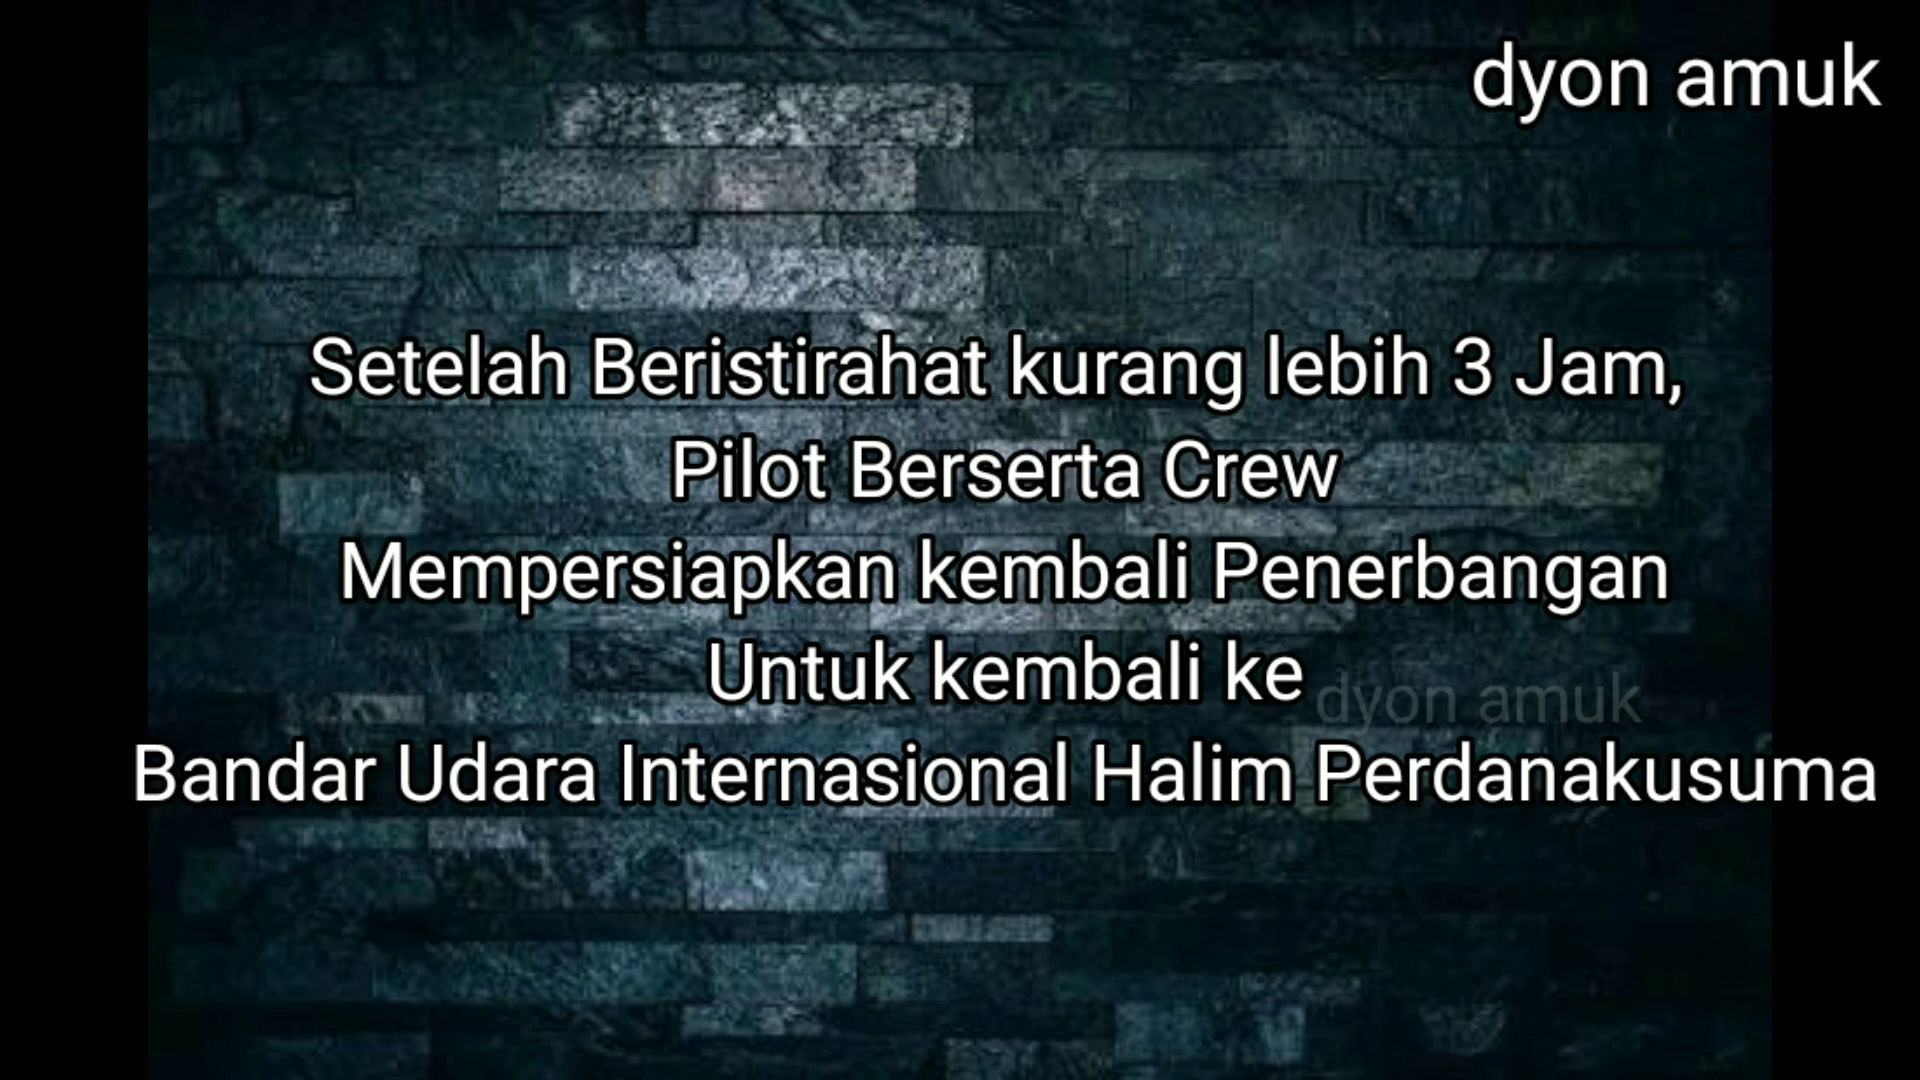 dyon amuk
Setelah Beristirahat kurang lebih 3 Jam,
Pilot Berserta Crew
Mempersiapkan kembali Penerbangan
Untuk kembali ke
dyon amuk
Bandar Udara Internasional Halim Perdanakusuma